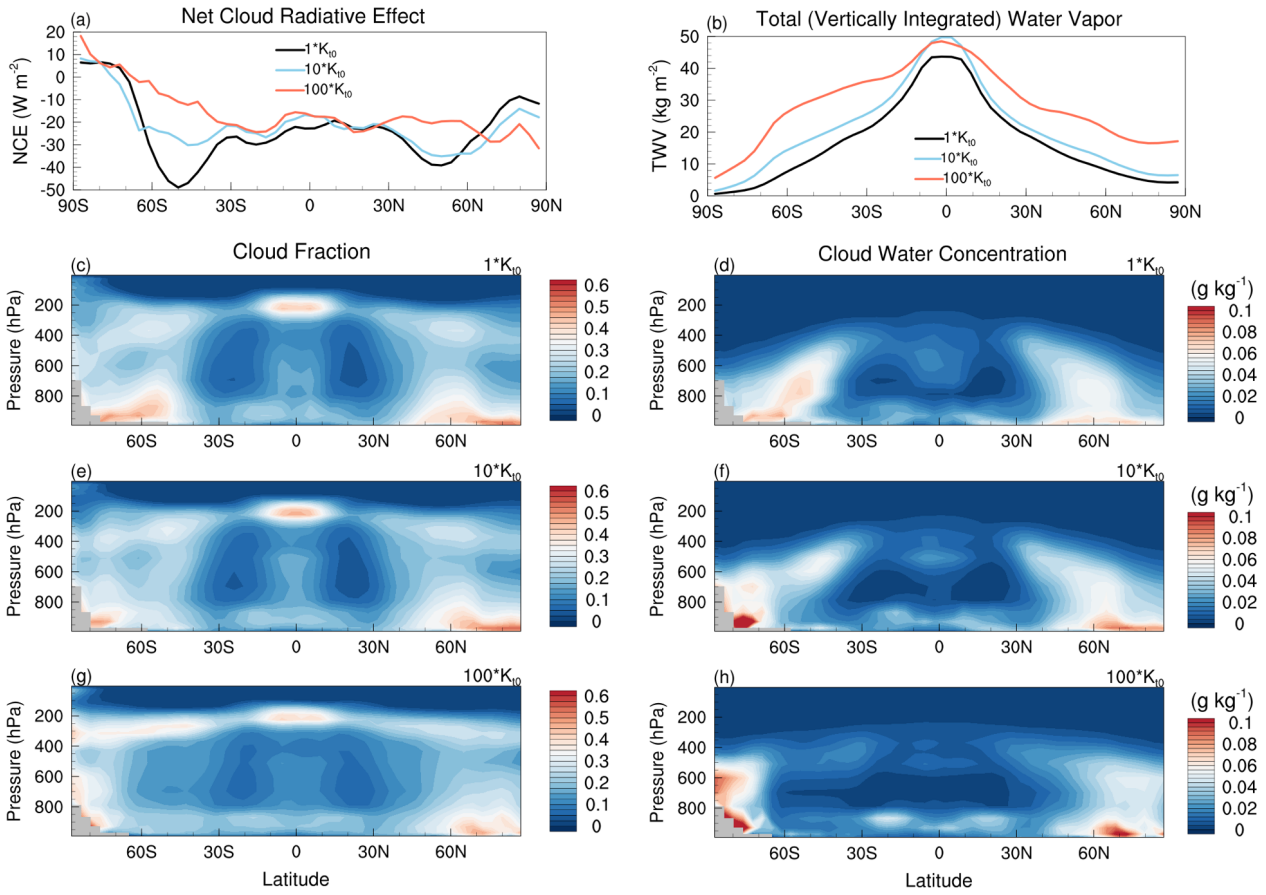 (a) Net Cloud Radiative Effect
(b) Total (Vertically Integrated) Water Vapor
20
10
0
-10
-20
-30
-40
-50
NCE (W m-2)
1*Kt0
10*Kt0
100*Kt0
90S 60S 30S 0 30N 60N 90N
50
40
30
20
10
0
TWV (kg m-2)
1*Kt0
10*Kt0
100*Kt0
90S 60S 30S 0 30N 60N 90N
Cloud Fraction
(c) 1*Kt0
200
400
600
800
Pressure (hPa)
60S 30S 0 30N 60N
0.6
0.5
0.4
0.3
0.2
0.1
0
Cloud Water Concentration
(d) 1*Kt0
200
400
600
800
Pressure (hPa)
60S 30S 0 30N 60N
(g kg-1)
0.1
0.08
0.06
0.04
0.02
0
(e) 10*Kt0
200
400
600
800
Pressure (hPa)
60S 30S 0 30N 60N
0.6
0.5
0.4
0.3
0.2
0.1
0
(f) 10*Kt0
200
400
600
800
Pressure (hPa)
60S 30S 0 30N 60N
(g kg-1)
0.1
0.08
0.06
0.04
0.02
0
(g) 100*Kt0
200
400
600
800
Pressure (hPa)
60S 30S 0 30N 60N
Latitude
0.6
0.5
0.4
0.3
0.2
0.1
0
(h) 100*Kt0
200
400
600
800
Pressure (hPa)
60S 30S 0 30N 60N
Latitude
(g kg-1)
0.1
0.08
0.06
0.04
0.02
0